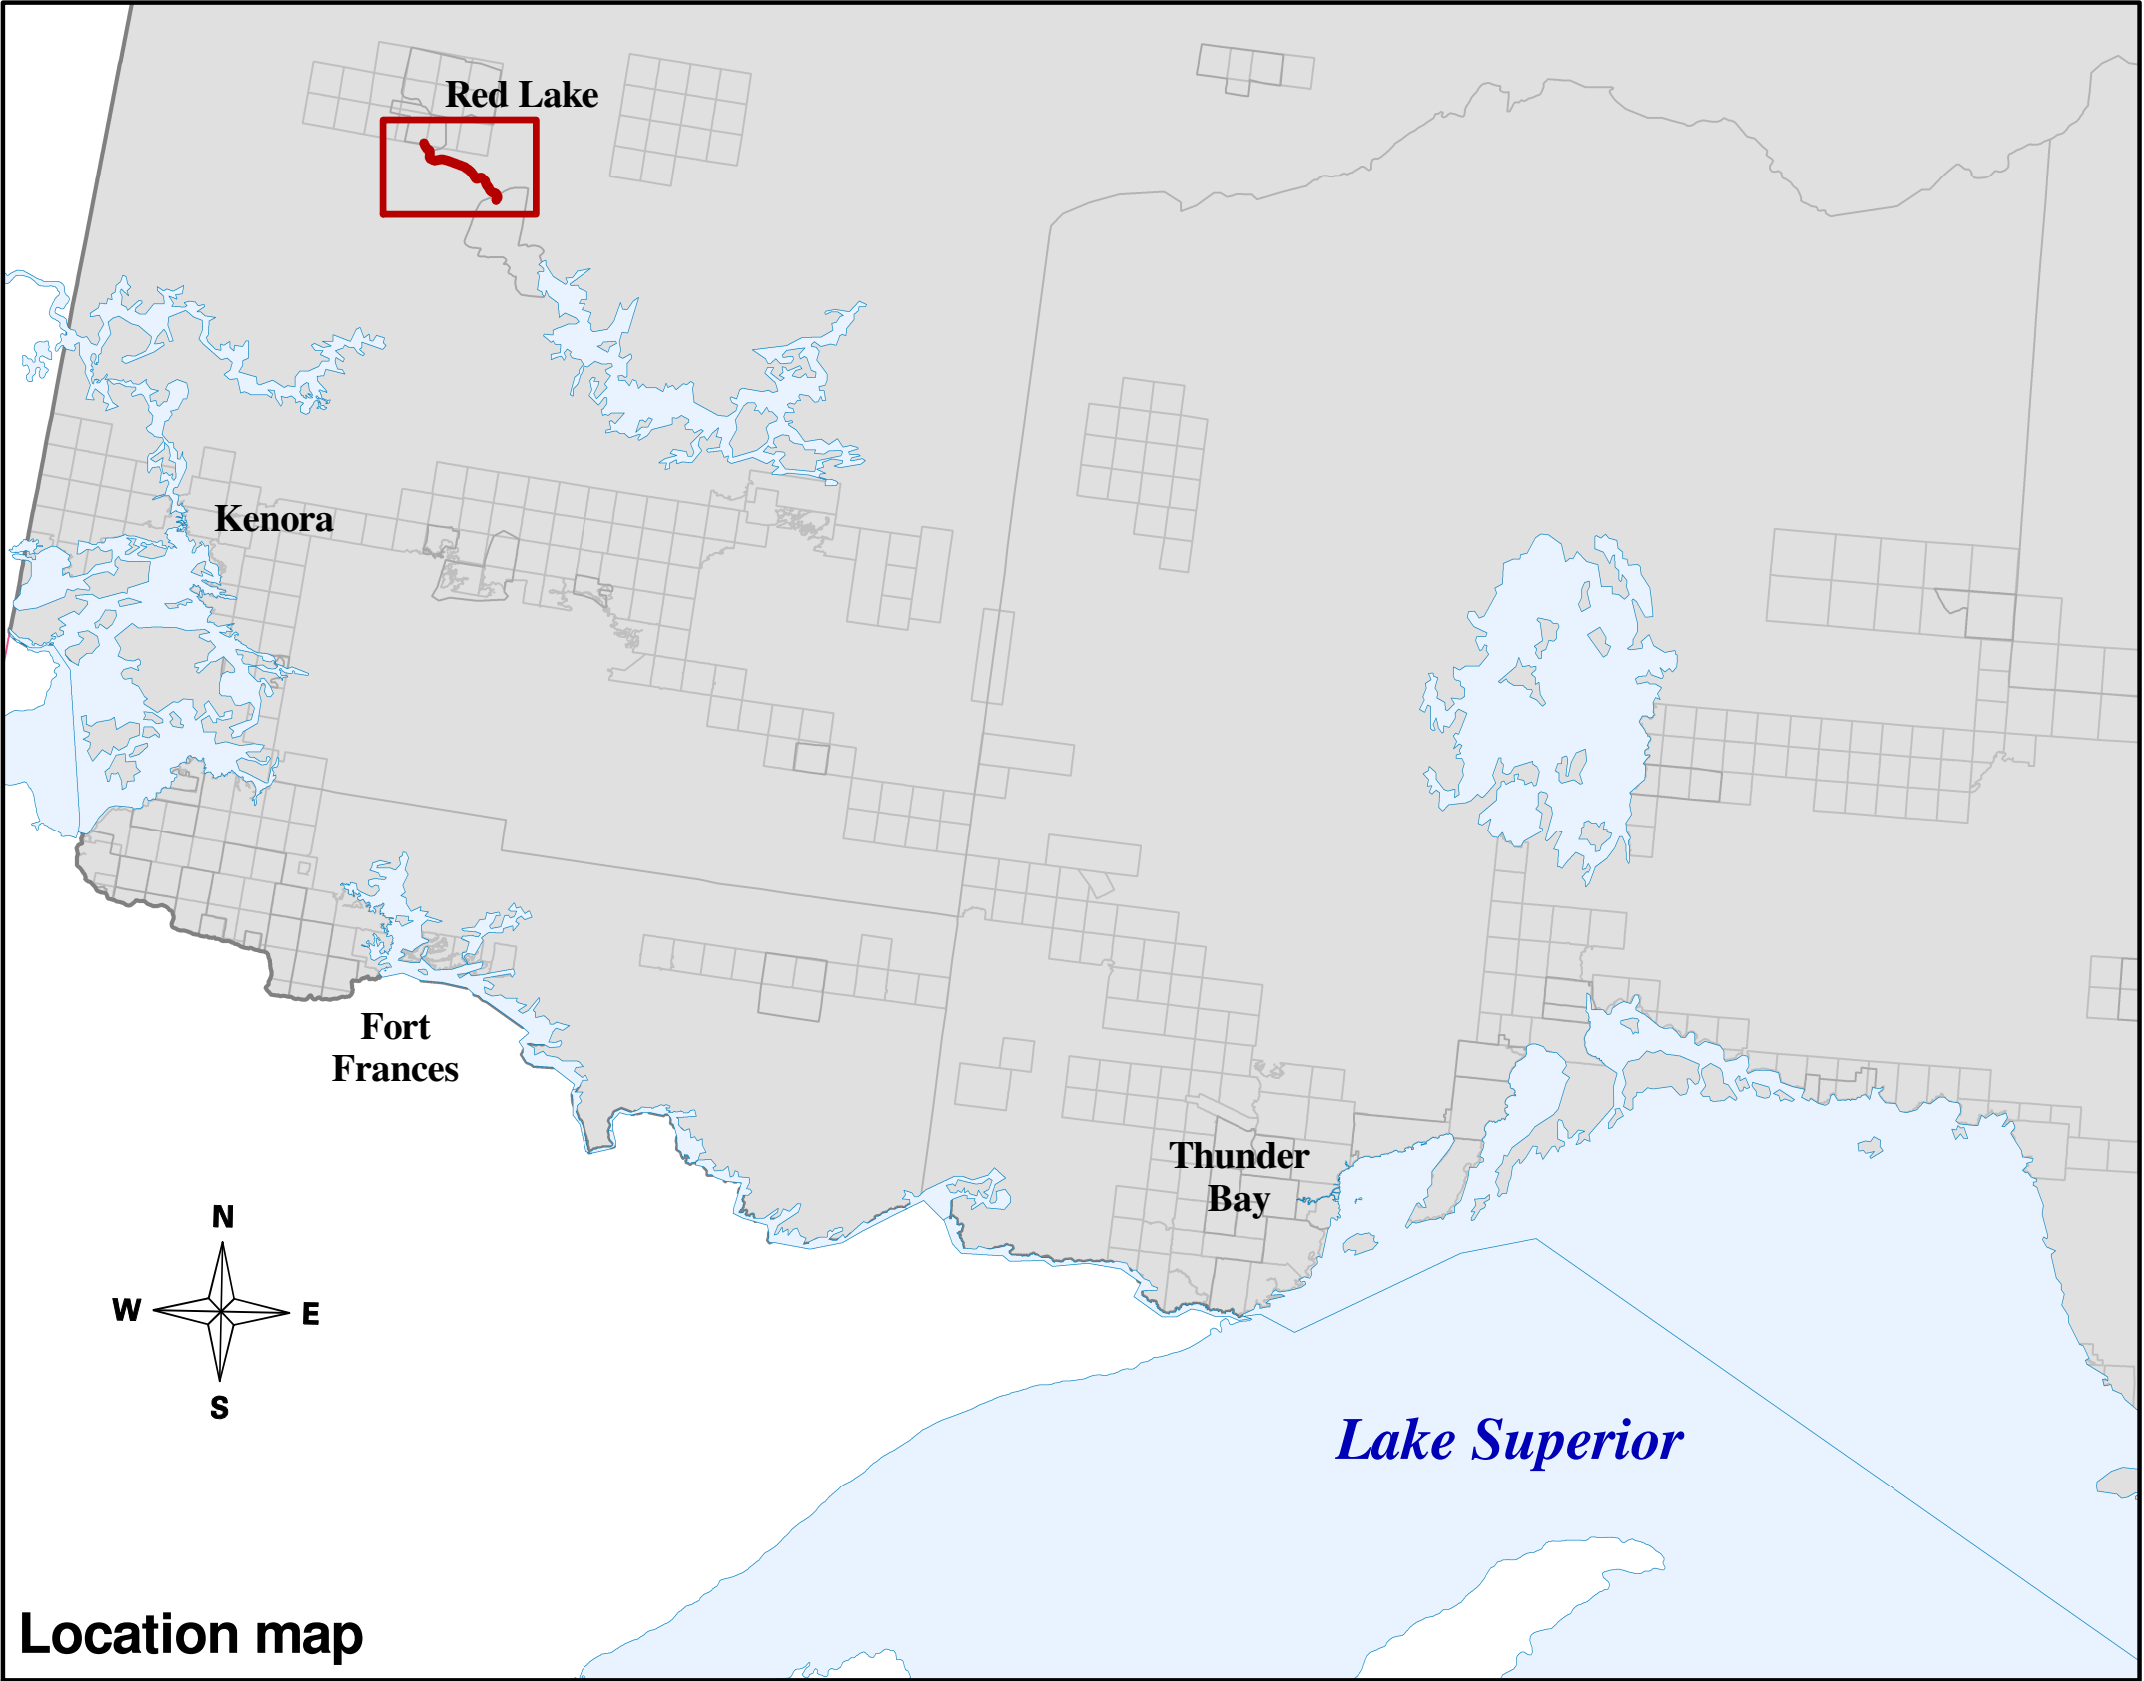 Red Lake
Kenora
Fort
Frances
Thunder
Bay
N
W
E
S
Lake Superior
Location map